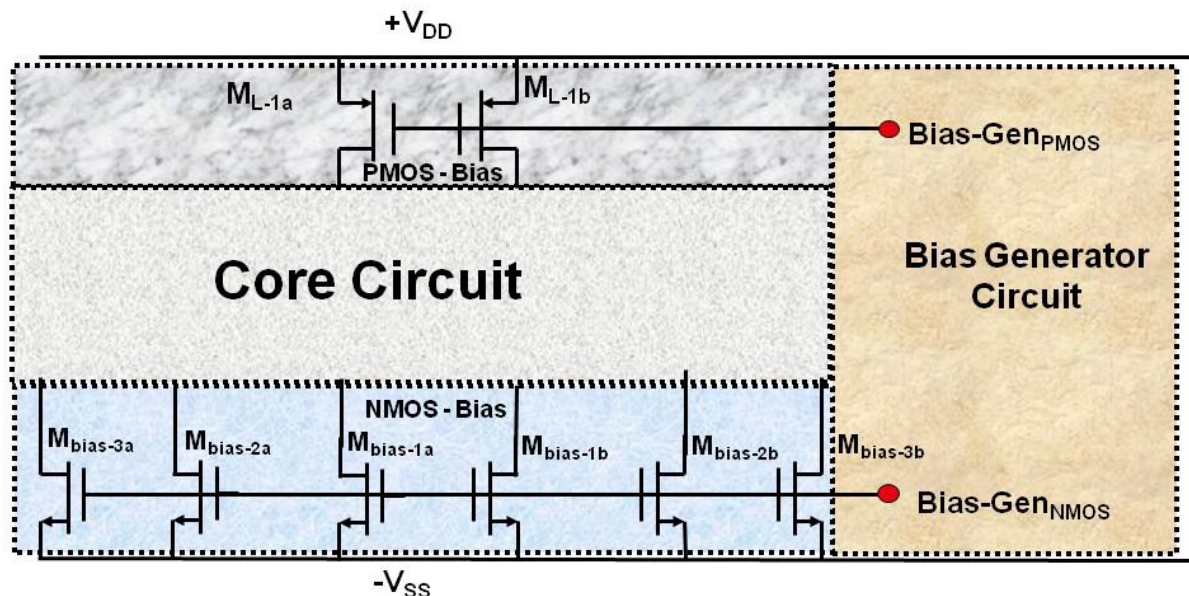 +VDD
ML-1a
ML-1b
Bias-GenPMOS
PMOS - Bias
Core Circuit
Bias Generator
Circuit
NMOS - Bias
Mbias-3a
Mbias-2a
Mbias-1a
Mbias-1b
Mbias-2b
Mbias-3b
Bias-GenNMOS
-VSS